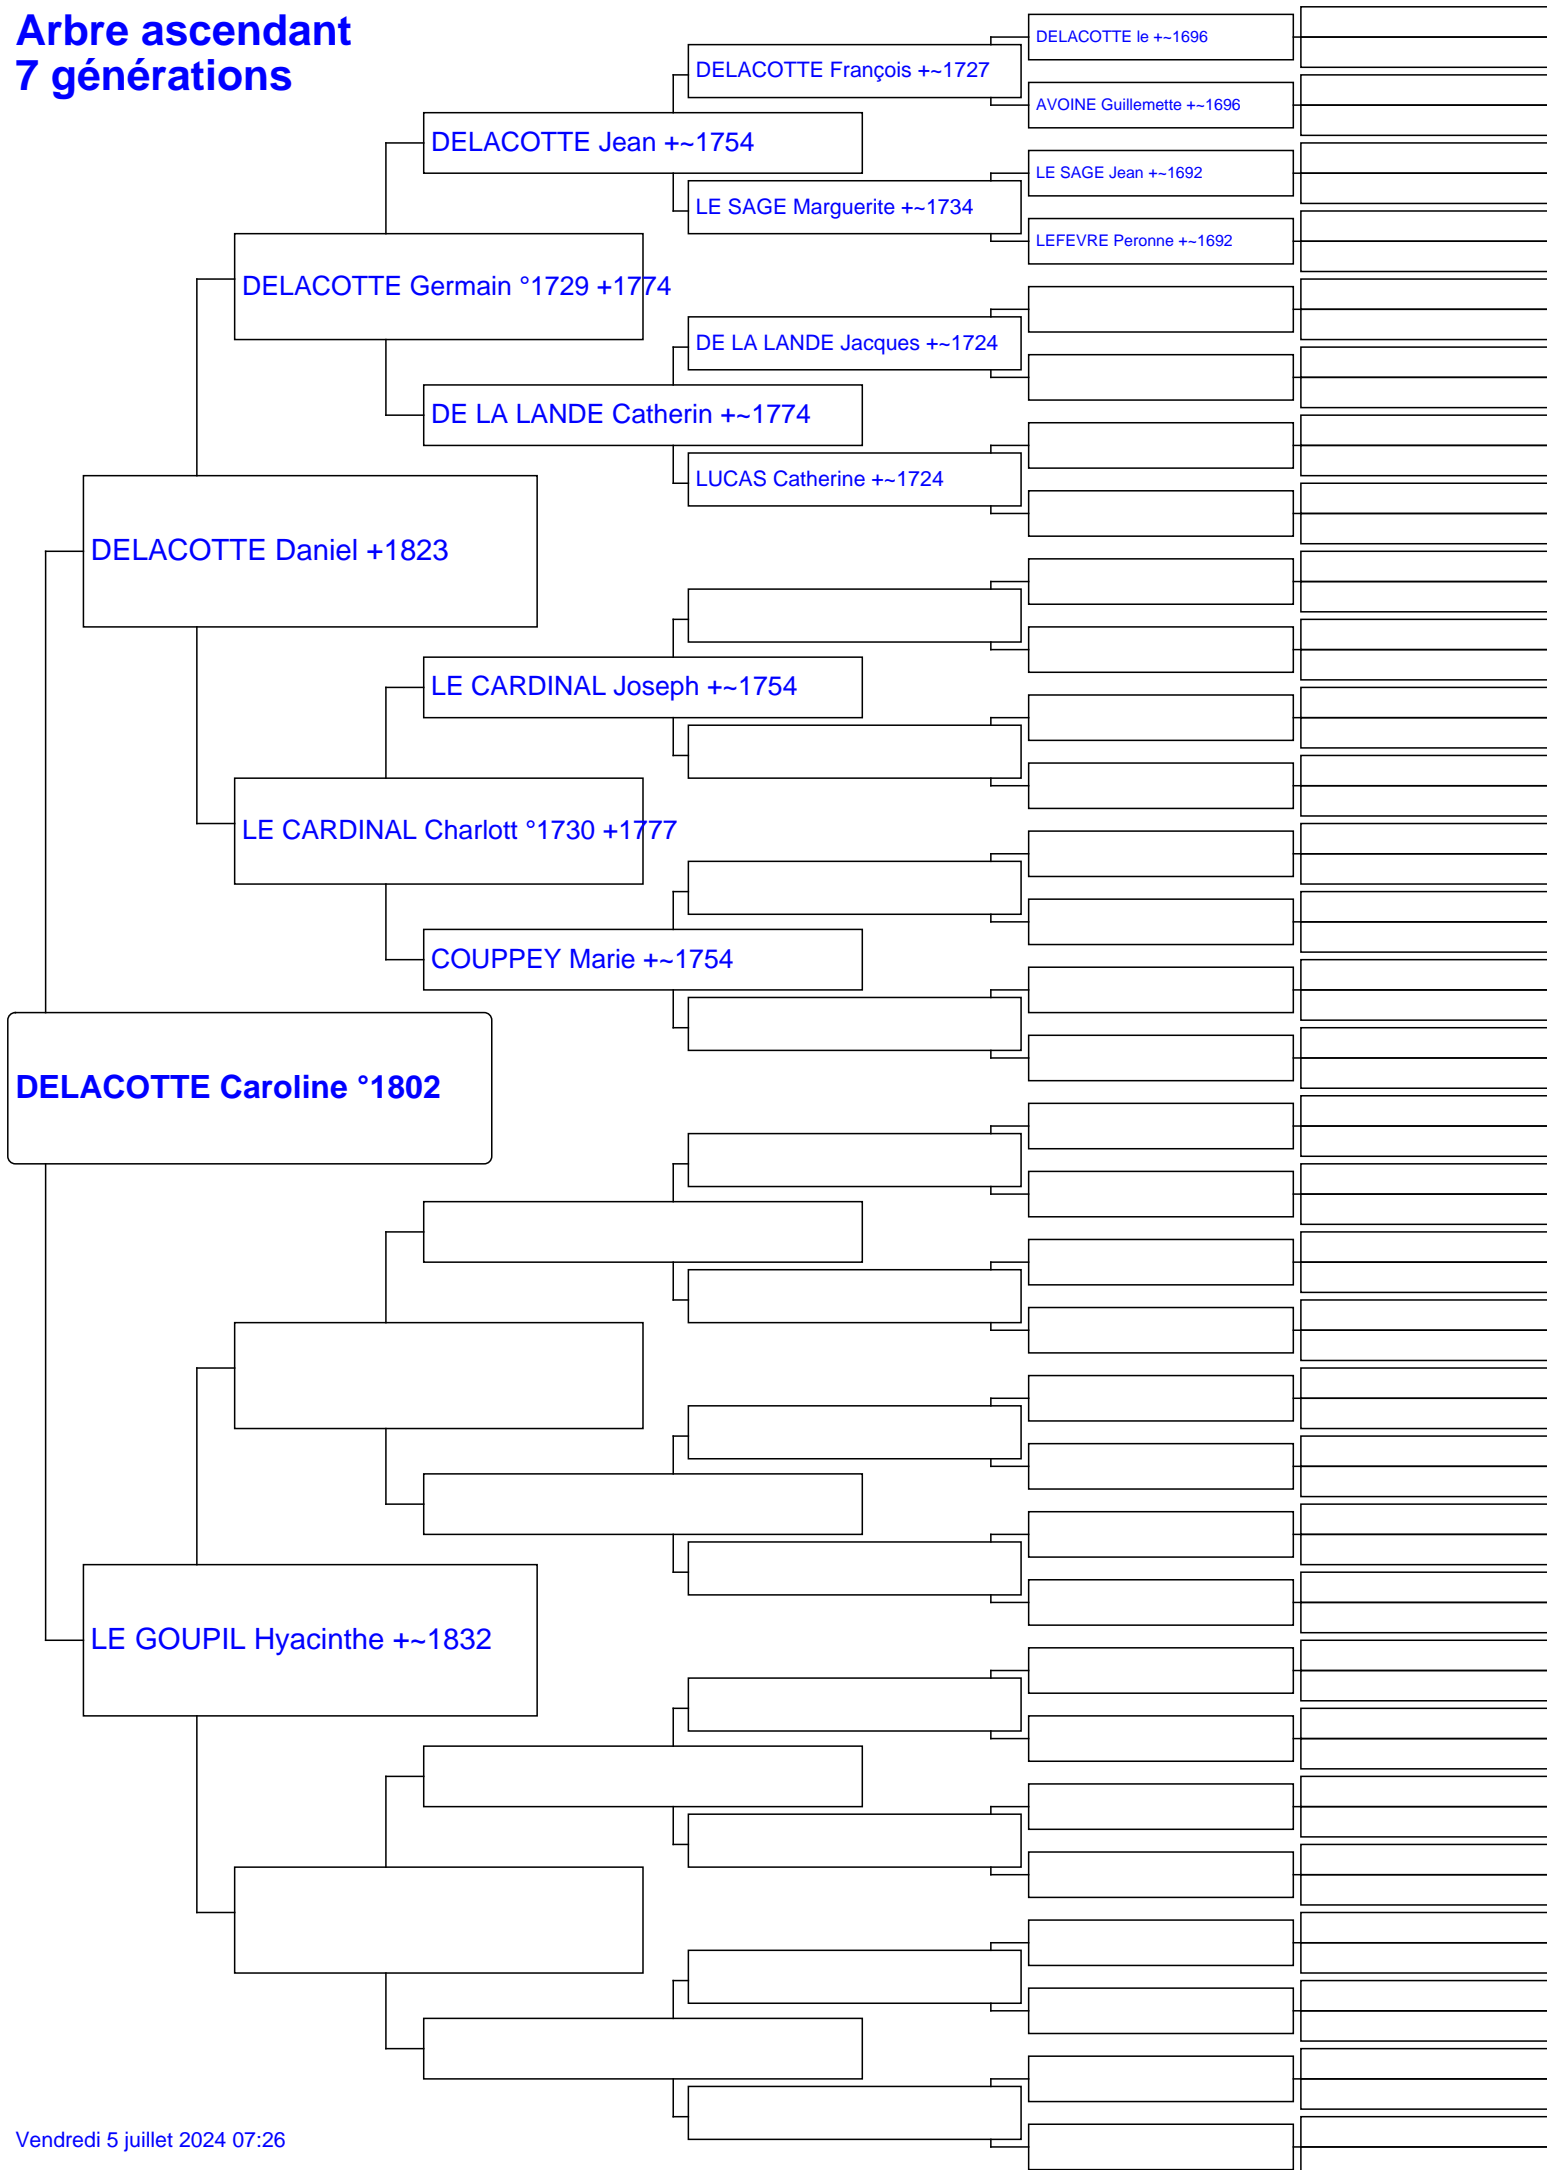 Arbre ascendant
7 générations
DELACOTTE le +~1696
DELACOTTE François +~1727
AVOINE Guillemette +~1696
DELACOTTE Jean +~1754
LE SAGE Jean +~1692
LE SAGE Marguerite +~1734
LEFEVRE Peronne +~1692
DELACOTTE Germain °1729 +1774
DE LA LANDE Jacques +~1724
DE LA LANDE Catherin +~1774
LUCAS Catherine +~1724
DELACOTTE Daniel +1823
LE CARDINAL Joseph +~1754
LE CARDINAL Charlott °1730 +1777
COUPPEY Marie +~1754
DELACOTTE Caroline °1802
LE GOUPIL Hyacinthe +~1832
Vendredi 5 juillet 2024 07:26